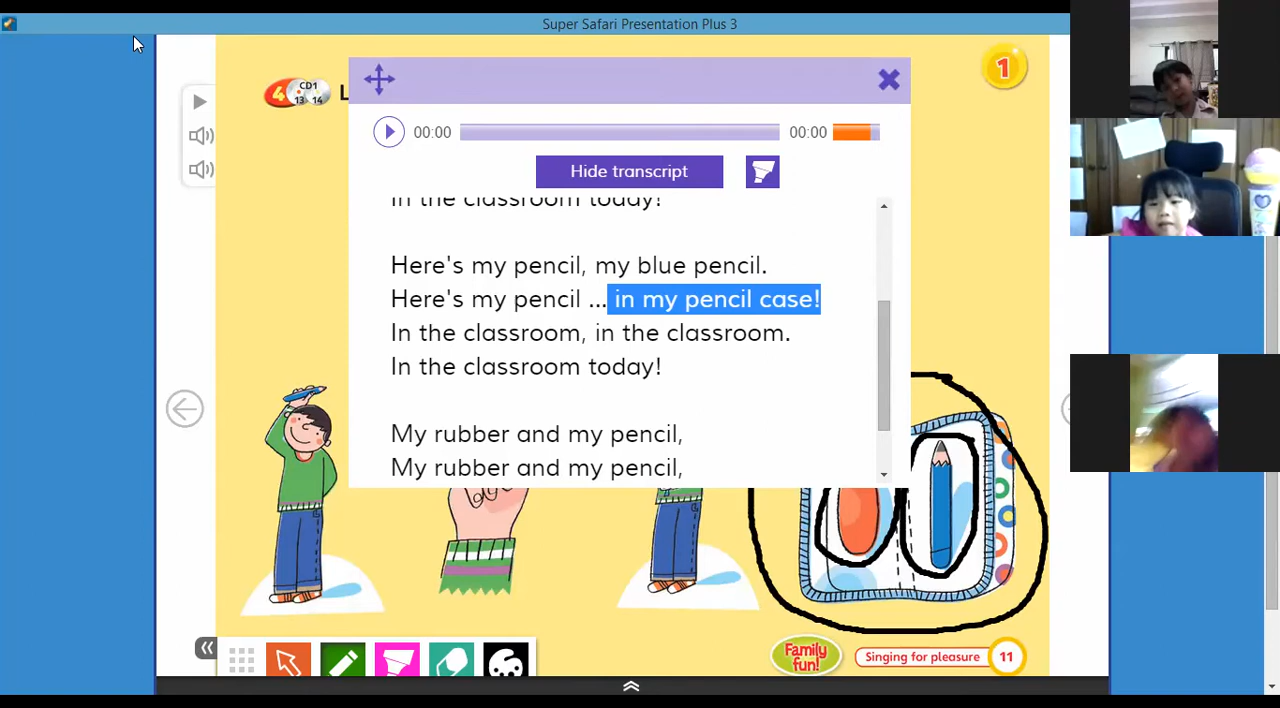 Super Safari Presentation Plus 3
4
CD1
13 14
L
1
00:00
00:00
Hide transcript
In the classroom today!
Here's my pencil, my blue pencil.
Here's my pencil ... in my pencil case!
In the classroom, in the classroom.
In the classroom today!
My rubber and my pencil,
My rubber and my pencil,
Family fun!
Singing for pleasure
11